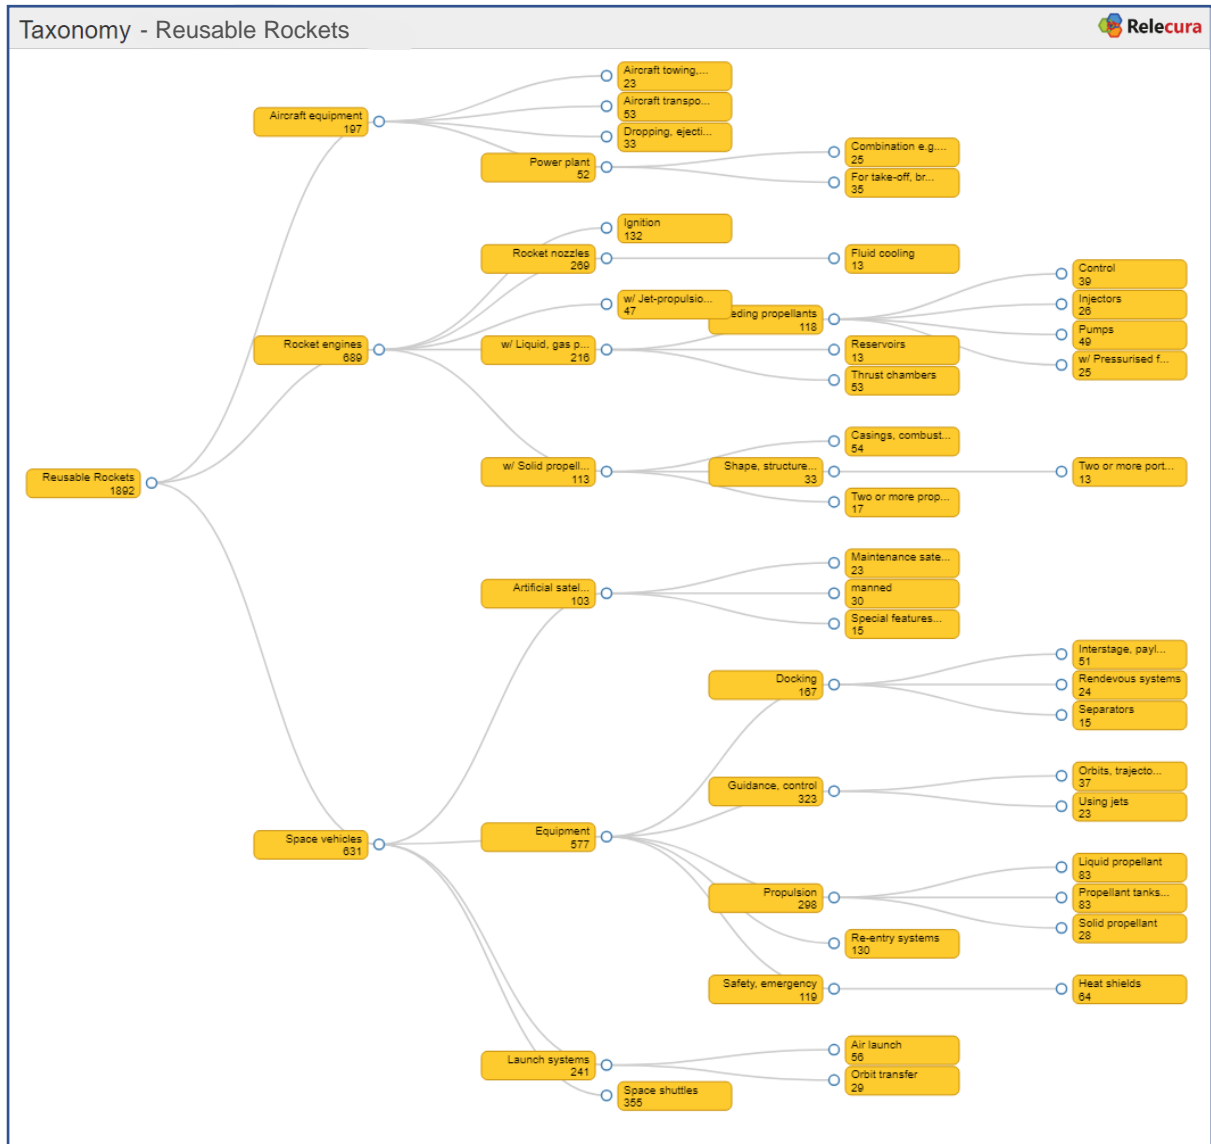 Taxonomy - Reusable Rockets
Relecura
Aircraft towing,...
23
Aircraft transpo...
53
Dropping, ejecti...
33
Aircraft equipment
197
Power plant
52
Combination e.g....
25
For take-off, br...
35
Ignition
132
Rocket nozzles
269
Fluid cooling
13
w/ Jet-propulsio...
47
eding propellants
118
Control
39
Injectors
26
Pumps
49
w/ Pressurised f...
25
Rocket engines
689
w/ Liquid, gas p...
216
Reservoirs
13
Thrust chambers
53
Casings, combust...
54
w/ Solid propell...
113
Shape, structure...
33
Two or more port...
13
Two or more prop...
17
Reusable Rockets
1892
Artificial satel...
103
Maintenance sate...
23
manned
30
Special features...
15
Docking
167
Interstage, payl...
51
Rendevous systems
24
Separators
15
Guidance, control
323
Orbits, trajecto...
37
Using jets
23
Space vehicles
631
Equipment
577
Propulsion
298
Liquid propellant
83
Propellant tanks...
83
Solid propellant
28
Re-entry systems
130
Safety, emergency
119
Heat shields
64
Launch systems
241
Air launch
56
Orbit transfer
29
Space shuttles
355